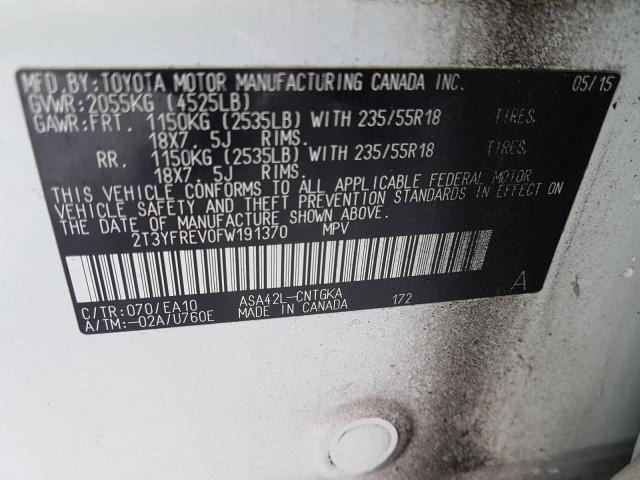 MFD.BY:TOYOTA MOTOR MANUFACTURING CANADA INC. 05/15
GVWR:2055KG (4525LB)
GAWR:FRT. 1150KG (2535LB) WITH 235/55R18 TIRES,
18X7. 5J RIMS.
RR. 1150KG (2535LB) WITH 235/55R18 TIRES,
18X7. 5J RIMS.
THIS VEHICLE CONFORMS TO ALL APPLICABLE FEDERAL MOTOR
VEHICLE SAFETY AND THEFT PREVENTION STANDARDS IN EFFECT ON
THE DATE OF MANUFACTURE SHOWN ABOVE.
2T3YFREV0FW191370 MPV
A
C/TR:070/EA10 ASA42L-CNTGKA 172
A/TM:-02A/U760E MADE IN CANADA